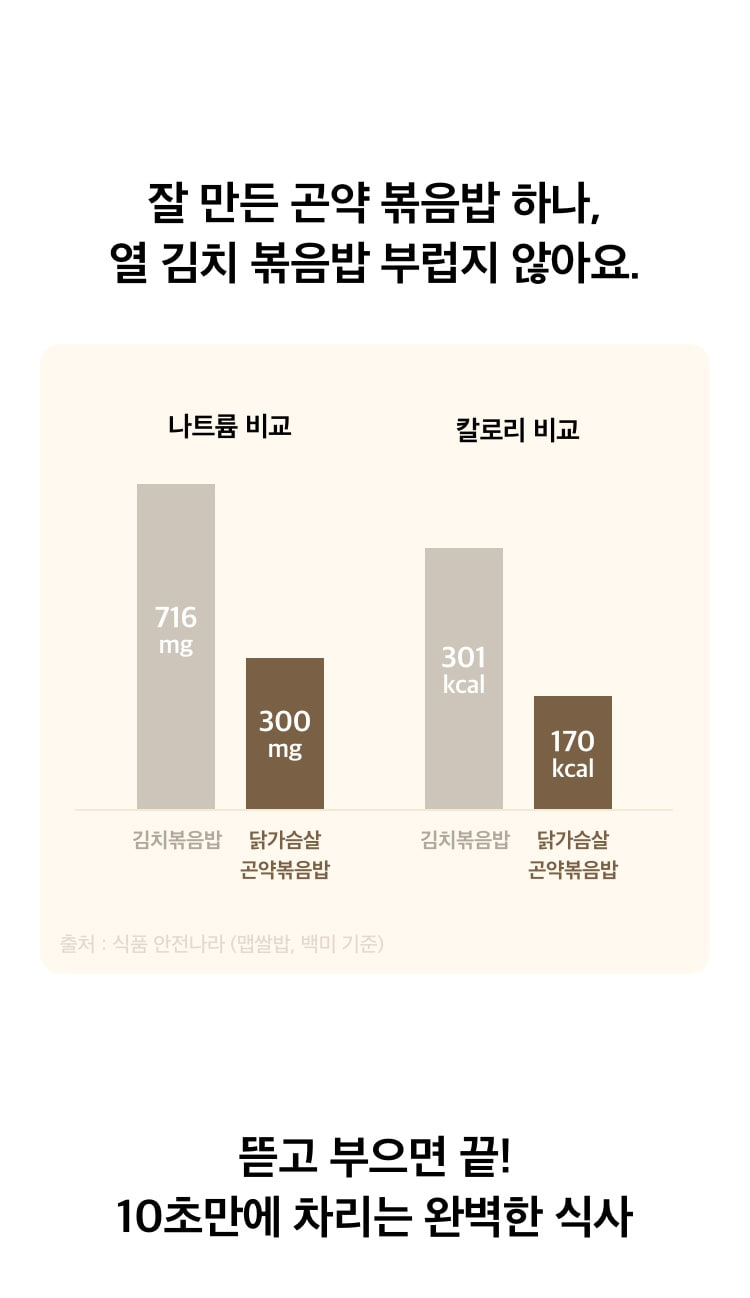 잘 만든 곤약 볶음밥 하나,
열 김치 볶음밥 부럽지 않아요.
나트륨 비교
칼로리 비교
716
mg
300
mg
301
kcal
170
kcal
김치볶음밥
닭가슴살
곤약볶음밥
김치볶음밥
닭가슴살
곤약볶음밥
출처 : 식품 안전나라 (맵쌀밥, 백미 기준)
뜯고 부으면 끝!
10초만에 차리는 완벽한 식사